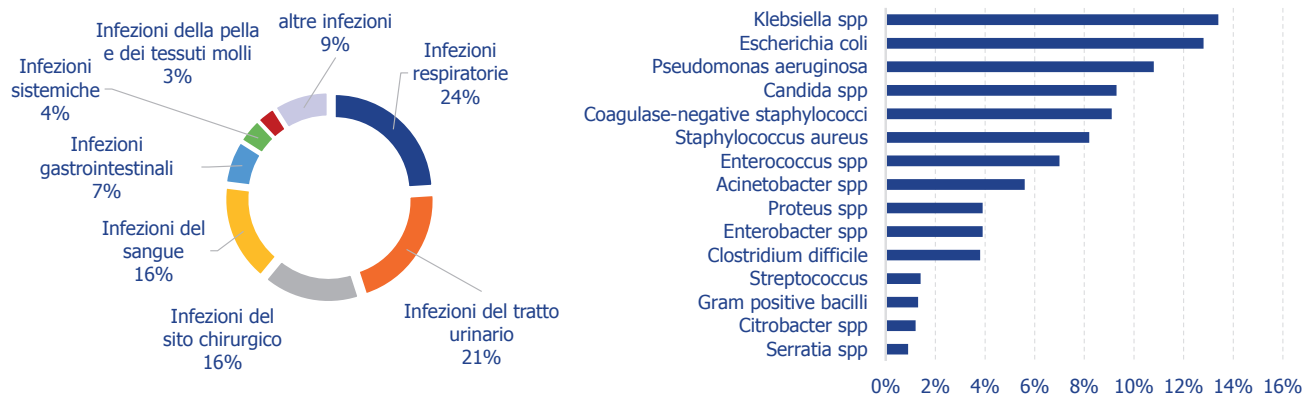 altre infezioni
9%
Infezioni della pella
e dei tessuti molli
3%
Infezioni
sistemiche
4%
Infezioni
gastrointestinali
7%
Infezioni del
sangue
16%
Infezioni del
sito chirurgico
16%
Infezioni del tratto
urinario
21%
Infezioni
respiratorie
24%
Klebsiella spp
Escherichia coli
Pseudomonas aeruginosa
Candida spp
Coagulase-negative staphylococci
Staphylococcus aureus
Enterococcus spp
Acinetobacter spp
Proteus spp
Enterobacter spp
Clostridium difficile
Streptococcus
Gram positive bacilli
Citrobacter spp
Serratia spp
0% 2% 4% 6% 8% 10% 12% 14% 16%